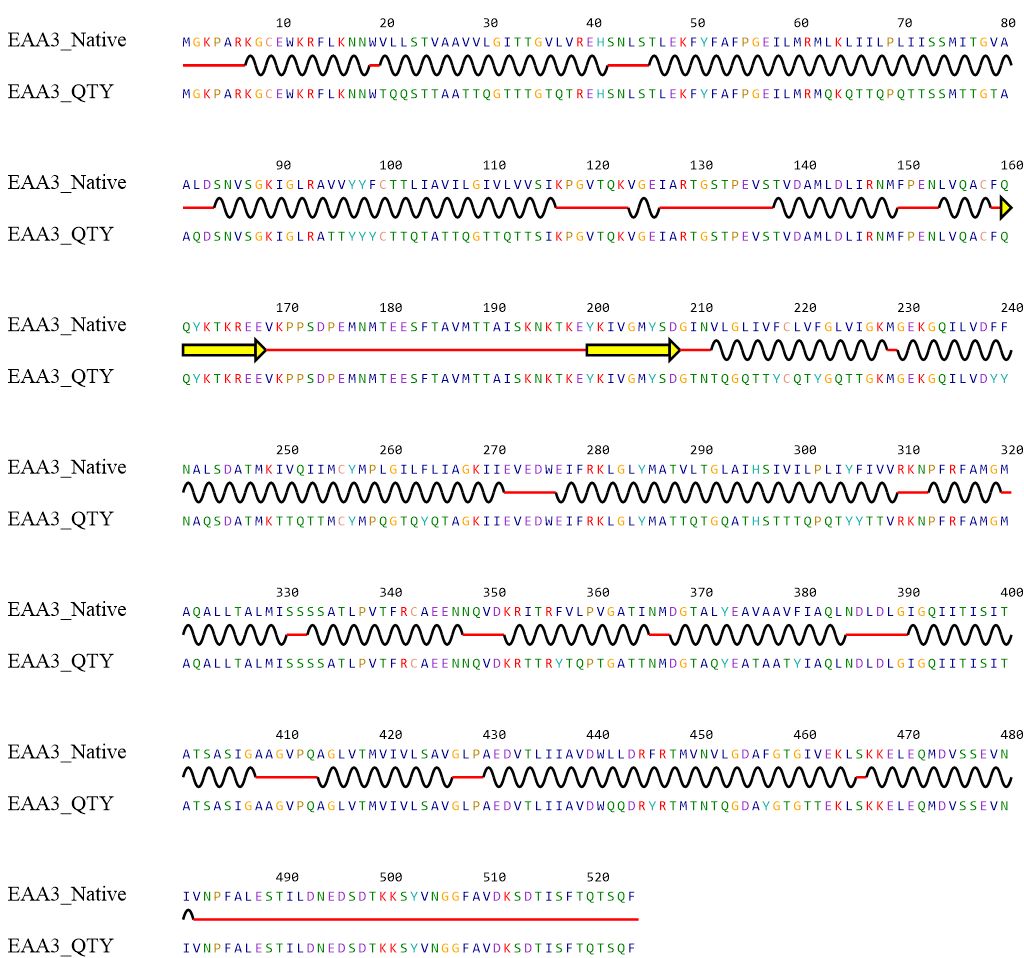 10 20 30 40 50 60 70 80
EAA3_Native MGKPARKGCEWKRFLKNNWVLLSTVAAVVLGITTGVLVREHSNLSTLEKFYFAFPGEILMRMLKLIILPLIISSMITGVA
EAA3_QTY MGKPARKGCEWKRFLKNNWTQQSTTAATTQGTTTGTQTREHSNLSTLEKFYFAFPGEILMRMQKQTTQPQTTSSMTTGTA
90 100 110 120 130 140 150 160
EAA3_Native ALDSNVSGKIGLRAVVYYFCTTLIAVILGIVLVVSIKPGVTQKVGEIARTGSTPEVSTVDAMLDLIRNMFPENLVQACFQ
EAA3_QTY AQDSNVSGKIGLRATTYYYCTTQTATTQGTTQTTSIKPGVTQKVGEIARTGSTPEVSTVDAMLDLIRNMFPENLVQACFQ
170 180 190 200 210 220 230 240
EAA3_Native QYKTKREEVKPPSDPEMNMTEESFTAVMTTAISKNKTKEYKIVGMYSDGINVLGLIVFCLVFGLVIGKMGEKGQILVDFF
EAA3_QTY QYKTKREEVKPPSDPEMNMTEESFTAVMTTAISKNKTKEYKIVGMYSDGTNTQGQTTYCQTYGQTTGKMGEKGQILVDYY
250 260 270 280 290 300 310 320
EAA3_Native NALSDATMKIVQIIMCYMPLGILFLIAGKIIEVEDWEIFRKLGLYMATVLTGLAIHSIVILPLIYFIVVRKNPFRFAMGM
EAA3_QTY NAQSDATMKTTQTTMCYMPQGTQYQTAGKIIEVEDWEIFRKLGLYMATTQTGQATHSTTTQPQTYYTTVRKNPFRFAMGM
330 340 350 360 370 380 390 400
EAA3_Native AQALLTALMISSSSATLPVTFRCAEENNQVDKRITRFVLPVGATINMDGTALYEAVAAVFIAQLNDLDLGIGQIITISIT
EAA3_QTY AQALLTALMISSSSATLPVTFRCAEENNQVDKRTTRYTQPTGATTNMDGTAQYEATAATYIAQLNDLDLGIGQIITISIT
410 420 430 440 450 460 470 480
EAA3_Native ATSASIGAAGVPQAGLVTMVIVLSAVGLPAEDVTLIIAVDWLLDRFRTMVNVLGDAFGTGIVEKLSKKELEQMDVSSEVN
EAA3_QTY ATSASIGAAGVPQAGLVTMVIVLSAVGLPAEDVTLIIAVDWQQDRYRTMTNTQGDAYGTGTTEKLSKKELEQMDVSSEVN
490 500 510 520
EAA3_Native IVNPFALESTILDNEDSDTKKSYVNGGFAVDKSDTISFTQTSQF
EAA3_QTY IVNPFALESTILDNEDSDTKKSYVNGGFAVDKSDTISFTQTSQF